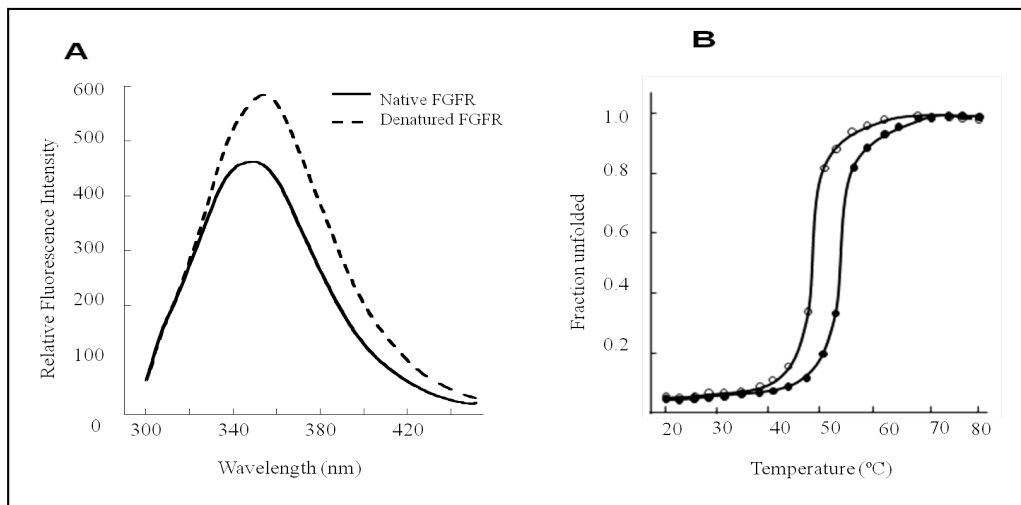 A
Relative Fluorescence Intensity
600
500
400
300
200
100
0
Native FGFR
Denatured FGFR
300
340
380
420
Wavelength (nm)
B
Fraction unfolded
1.0
0.8
0.6
0.4
0.2
20
30
40
50
60
70
80
Temperature (ºC)